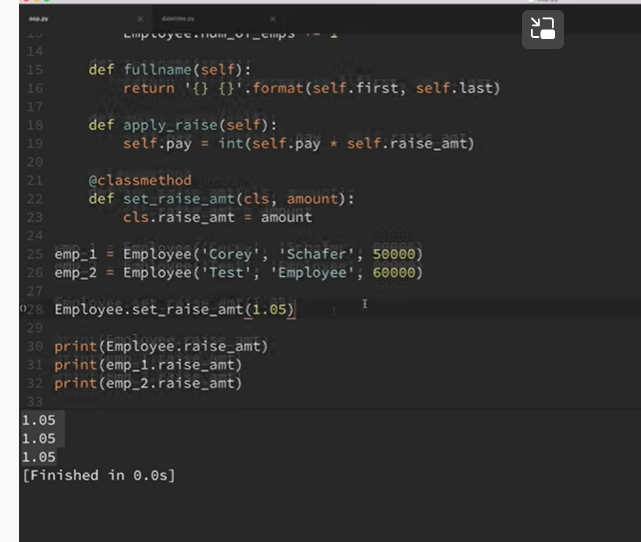 oop.py
datetime.py
Employee.num_of_emps += 1
14
15 def fullname(self):
16 return '{} {}'.format(self.first, self.last)
17
18 def apply_raise(self):
19 self.pay = int(self.pay * self.raise_amt)
20
21 @classmethod
22 def set_raise_amt(cls, amount):
23 cls.raise_amt = amount
24
25 emp_1 = Employee('Corey', 'Schafer', 50000)
26 emp_2 = Employee('Test', 'Employee', 60000)
27
28 Employee.set_raise_amt(1.05)
29
30 print(Employee.raise_amt)
31 print(emp_1.raise_amt)
32 print(emp_2.raise_amt)
33
1.05
1.05
1.05
[Finished in 0.0s]